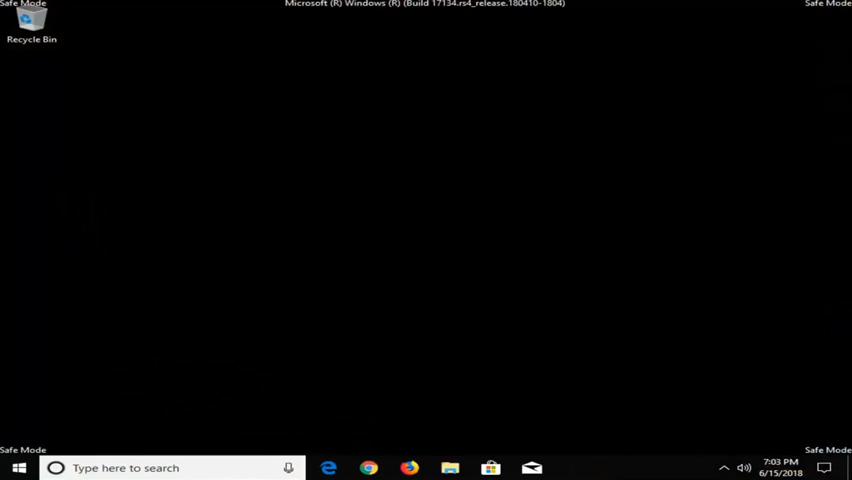 Safe Mode
Microsoft (R) Windows (R) (Build 17134.rs4_release.180410-1804)
Safe Mode
Recycle Bin
Safe Mode
Safe Mode
Type here to search
7:03 PM
6/15/2018